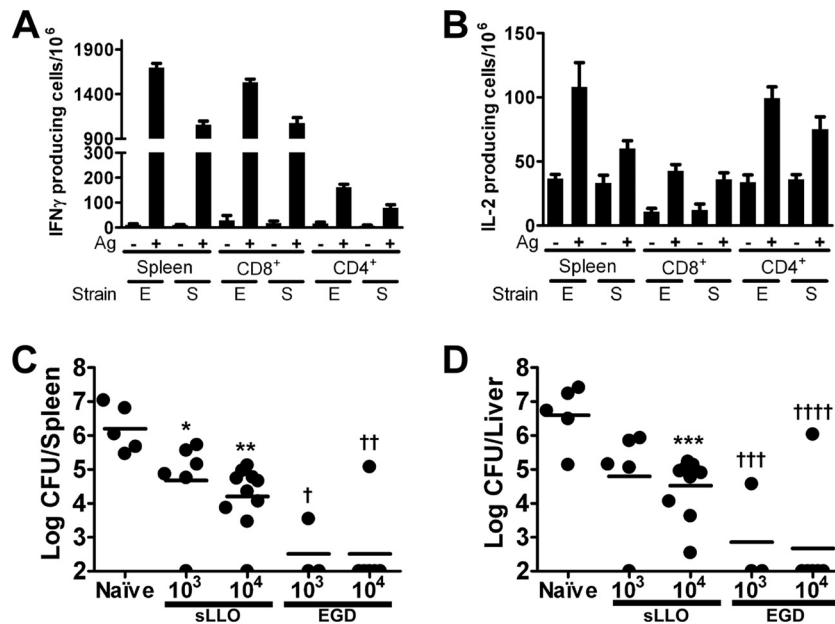 A
IFNγ producing cells/10⁶
1900
1400
900
300
200
100
0
Ag - + - + - + - + - + - +
Spleen CD8⁺ CD4⁺
Strain E S E S E S
B
IL-2 producing cells/10⁶
150
100
50
0
Ag - + - + - + - + - + - +
Spleen CD8⁺ CD4⁺
Strain E S E S E S
C
Log CFU/Spleen
8
7
6
5
4
3
2
* ** † ††
Naïve 10³ 10⁴ 10³ 10⁴
sLLO EGD
D
Log CFU/Liver
8
7
6
5
4
3
2
*** ††† ††††
Naïve 10³ 10⁴ 10³ 10⁴
sLLO EGD